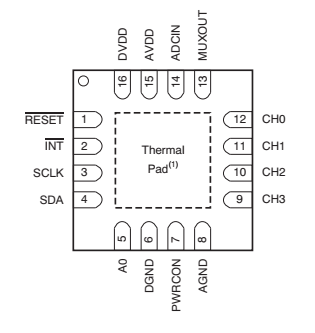 DVDD
AVDD
ADCIN
MUXOUT
16
15
14
13
RESET 1
12 CH0
INT 2
11 CH1
SCLK 3
10 CH2
SDA 4
9 CH3
Thermal
Pad(1)
5
6
7
8
A0
DGND
PWRCON
AGND